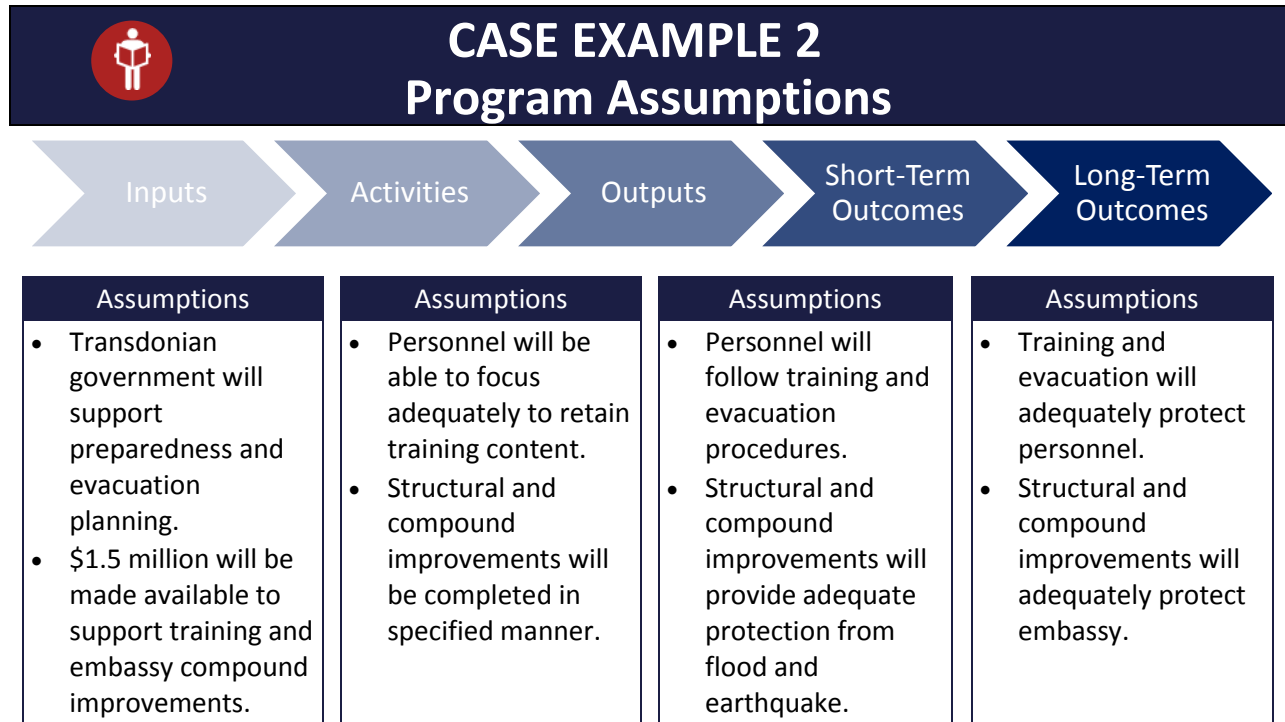 CASE EXAMPLE 2
Program Assumptions
Inputs
Activities
Outputs
Short-Term
Outcomes
Long-Term
Outcomes
Assumptions
• Transdonian
government will
support
preparedness and
evacuation
planning.
• $1.5 million will be
made available to
support training and
embassy compound
improvements.
Assumptions
• Personnel will be
able to focus
adequately to retain
training content.
• Structural and
compound
improvements will
be completed in
specified manner.
Assumptions
• Personnel will
follow training and
evacuation
procedures.
• Structural and
compound
improvements will
provide adequate
protection from
flood and
earthquake.
Assumptions
• Training and
evacuation will
adequately protect
personnel.
• Structural and
compound
improvements will
adequately protect
embassy.